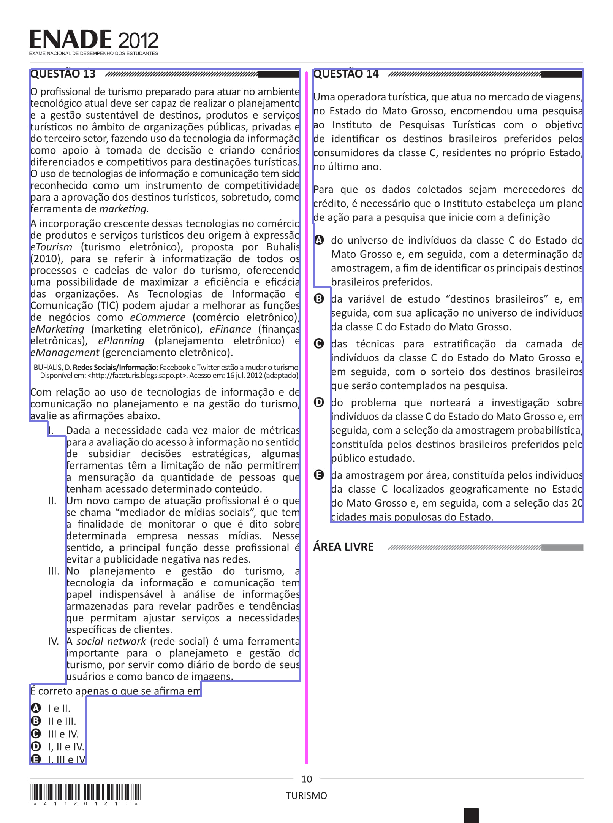 ENADE 2012
EXAME NACIONAL DE DESEMPENHO DOS ESTUDANTES
QUESTÃO 13
O profissional de turismo preparado para atuar no ambiente
tecnológico atual deve ser capaz de realizar o planejamento
e a gestão sustentável de destinos, produtos e serviços
turísticos no âmbito de organizações públicas, privadas e
do terceiro setor, fazendo uso da tecnologia da informação
como apoio à tomada de decisão e criando cenários
diferenciados e competitivos para destinações turísticas.
O uso de tecnologias de informação e comunicação tem sido
reconhecido como um instrumento de competitividade
para a aprovação dos destinos turísticos, sobretudo, como
ferramenta de marketing.
A incorporação crescente dessas tecnologias no comércio
de produtos e serviços turísticos deu origem à expressão
eTourism (turismo eletrônico), proposta por Buhalis
(2010), para se referir à informatização de todos os
processos e cadeias de valor do turismo, oferecendo
uma possibilidade de maximizar a eficiência e eficácia
das organizações. As Tecnologias de Informação e
Comunicação (TIC) podem ajudar a melhorar as funções
de negócios como eCommerce (comércio eletrônico),
eMarketing (marketing eletrônico), eFinance (finanças
eletrônicas), ePlanning (planejamento eletrônico) e
eManagement (gerenciamento eletrônico).
BUHALIS, D. Redes Sociais/Informação: Facebook e Twitter estão a mudar o turismo.
Disponível em: <http://faceturis.blogs.sapo.pt>. Acesso em: 16 jul. 2012 (adaptado).
Com relação ao uso de tecnologias de informação e de
comunicação no planejamento e na gestão do turismo,
avalie as afirmações abaixo.
I. Dada a necessidade cada vez maior de métricas
para a avaliação do acesso à informação no sentido
de subsidiar decisões estratégicas, algumas
ferramentas têm a limitação de não permitirem
a mensuração da quantidade de pessoas que
tenham acessado determinado conteúdo.
II. Um novo campo de atuação profissional é o que
se chama "mediador de mídias sociais", que tem
a finalidade de monitorar o que é dito sobre
determinada empresa nessas mídias. Nesse
sentido, a principal função desse profissional é
evitar a publicidade negativa nas redes.
III. No planejamento e gestão do turismo, a
tecnologia da informação e comunicação tem
papel indispensável à análise de informações
armazenadas para revelar padrões e tendências
que permitam ajustar serviços a necessidades
específicas de clientes.
IV. A social network (rede social) é uma ferramenta
importante para o planejameto e gestão do
turismo, por servir como diário de bordo de seus
usuários e como banco de imagens.
É correto apenas o que se afirma em
A I e II.
B II e III.
C III e IV.
D I, II e IV.
E I, III e IV.
QUESTÃO 14
Uma operadora turística, que atua no mercado de viagens,
no Estado do Mato Grosso, encomendou uma pesquisa
ao Instituto de Pesquisas Turísticas com o objetivo
de identificar os destinos brasileiros preferidos pelos
consumidores da classe C, residentes no próprio Estado,
no último ano.
Para que os dados coletados sejam merecedores de
crédito, é necessário que o Instituto estabeleça um plano
de ação para a pesquisa que inicie com a definição
A do universo de indivíduos da classe C do Estado do
Mato Grosso e, em seguida, com a determinação da
amostragem, a fim de identificar os principais destinos
brasileiros preferidos.
B da variável de estudo "destinos brasileiros" e, em
seguida, com sua aplicação no universo de indivíduos
da classe C do Estado do Mato Grosso.
C das técnicas para estratificação da camada de
indivíduos da classe C do Estado do Mato Grosso e,
em seguida, com o sorteio dos destinos brasileiros
que serão contemplados na pesquisa.
D do problema que norteará a investigação sobre
indivíduos da classe C do Estado do Mato Grosso e, em
seguida, com a seleção da amostragem probabilística,
constituída pelos destinos brasileiros preferidos pelo
público estudado.
E da amostragem por área, constituída pelos indivíduos
da classe C localizados geograficamente no Estado
do Mato Grosso e, em seguida, com a seleção das 20
cidades mais populosas do Estado.
ÁREA LIVRE
10
TURISMO